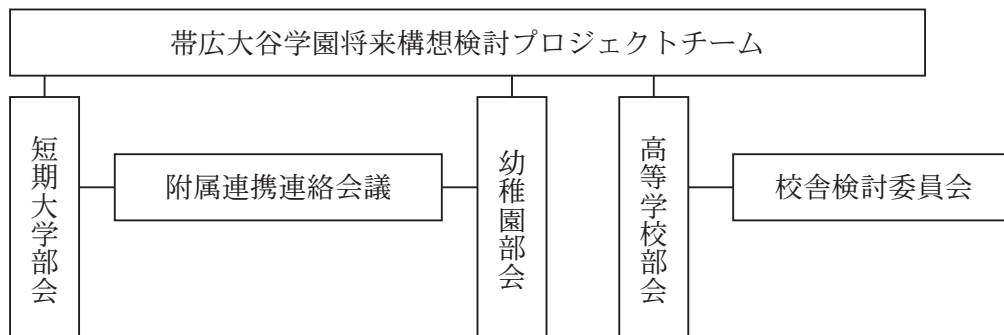 帯広大谷学園将来構想検討プロジェクトチーム
短期大学部会
附属連携連絡会議
幼稚園部会
高等学校部会
校舎検討委員会